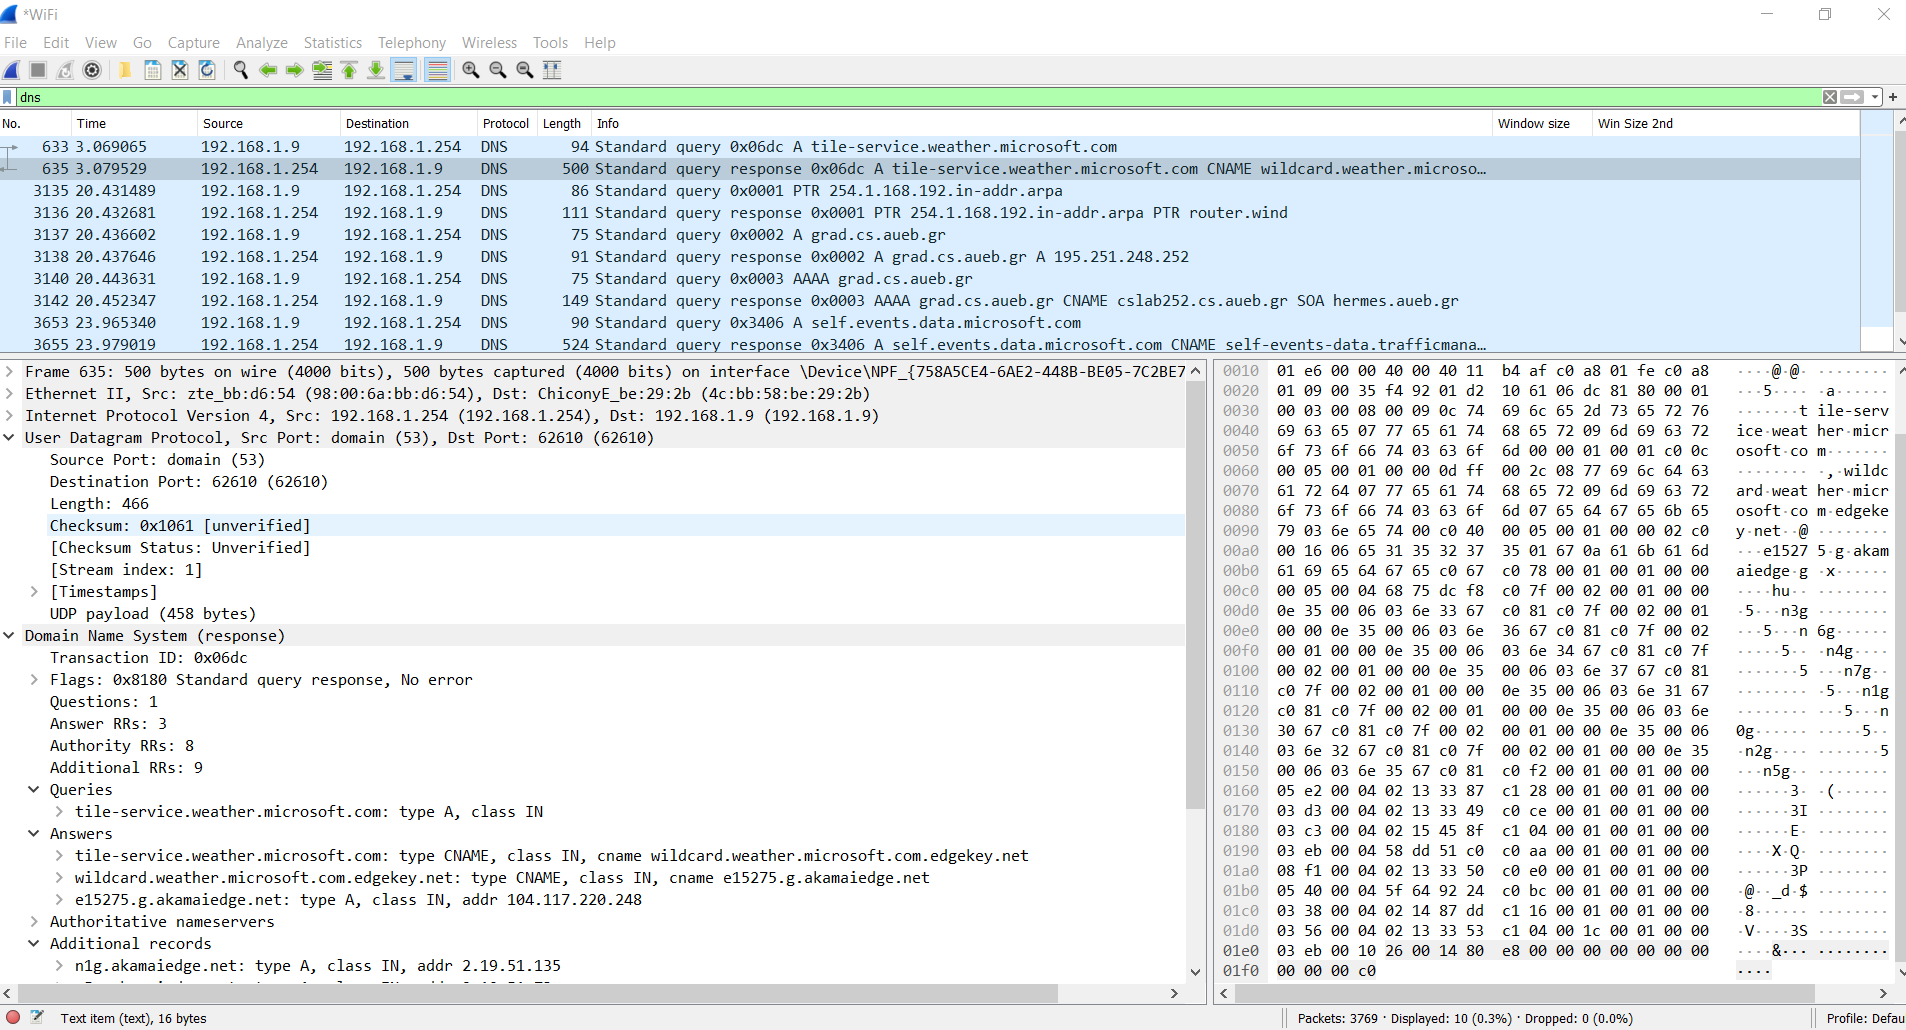 *WiFi
File Edit View Go Capture Analyze Statistics Telephony Wireless Tools Help
dns
No. Time Source Destination Protocol Length Info Window size Win Size 2nd
633 3.069065 192.168.1.9 192.168.1.254 DNS 94 Standard query 0x06dc A tile-service.weather.microsoft.com
635 3.079529 192.168.1.254 192.168.1.9 DNS 500 Standard query response 0x06dc A tile-service.weather.microsoft.com CNAME wildcard.weather.microso…
3135 20.431489 192.168.1.9 192.168.1.254 DNS 86 Standard query 0x0001 PTR 254.1.168.192.in-addr.arpa
3136 20.432681 192.168.1.254 192.168.1.9 DNS 111 Standard query response 0x0001 PTR 254.1.168.192.in-addr.arpa PTR router.wind
3137 20.436602 192.168.1.9 192.168.1.254 DNS 75 Standard query 0x0002 A grad.cs.aueb.gr
3138 20.437646 192.168.1.254 192.168.1.9 DNS 91 Standard query response 0x0002 A grad.cs.aueb.gr A 195.251.248.252
3140 20.443631 192.168.1.9 192.168.1.254 DNS 75 Standard query 0x0003 AAAA grad.cs.aueb.gr
3142 20.452347 192.168.1.254 192.168.1.9 DNS 149 Standard query response 0x0003 AAAA grad.cs.aueb.gr CNAME cslab252.cs.aueb.gr SOA hermes.aueb.gr
3653 23.965340 192.168.1.9 192.168.1.254 DNS 90 Standard query 0x3406 A self.events.data.microsoft.com
3655 23.979019 192.168.1.254 192.168.1.9 DNS 524 Standard query response 0x3406 A self.events.data.microsoft.com CNAME self-events-data.trafficmana…
Frame 635: 500 bytes on wire (4000 bits), 500 bytes captured (4000 bits) on interface \Device\NPF_{758A5CE4-6AE2-448B-BE05-7C2BE7
Ethernet II, Src: zte_bb:d6:54 (98:00:6a:bb:d6:54), Dst: ChiconyE_be:29:2b (4c:bb:58:be:29:2b)
Internet Protocol Version 4, Src: 192.168.1.254 (192.168.1.254), Dst: 192.168.1.9 (192.168.1.9)
User Datagram Protocol, Src Port: domain (53), Dst Port: 62610 (62610)
Source Port: domain (53)
Destination Port: 62610 (62610)
Length: 466
Checksum: 0x1061 [unverified]
[Checksum Status: Unverified]
[Stream index: 1]
[Timestamps]
UDP payload (458 bytes)
Domain Name System (response)
Transaction ID: 0x06dc
Flags: 0x8180 Standard query response, No error
Questions: 1
Answer RRs: 3
Authority RRs: 8
Additional RRs: 9
Queries
tile-service.weather.microsoft.com: type A, class IN
Answers
tile-service.weather.microsoft.com: type CNAME, class IN, cname wildcard.weather.microsoft.com.edgekey.net
wildcard.weather.microsoft.com.edgekey.net: type CNAME, class IN, cname e15275.g.akamaiedge.net
e15275.g.akamaiedge.net: type A, class IN, addr 104.117.220.248
Authoritative nameservers
Additional records
n1g.akamaiedge.net: type A, class IN, addr 2.19.51.135
0010 01 e6 00 00 40 00 40 11 b4 af c0 a8 01 fe c0 a8 ····@·@· ········
0020 01 09 00 35 f4 92 01 d2 10 61 06 dc 81 80 00 01 ···5···· ·a······
0030 00 03 00 08 00 09 0c 74 69 6c 65 2d 73 65 72 76 ·······t ile-serv
0040 69 63 65 07 77 65 61 74 68 65 72 09 6d 69 63 72 ice·weat her·micr
0050 6f 73 6f 66 74 03 63 6f 6d 00 00 01 00 01 c0 0c osoft·co m·······
0060 00 05 00 01 00 00 0d ff 00 2c 08 77 69 6c 64 63 ········ ·,·wildc
0070 61 72 64 07 77 65 61 74 68 65 72 09 6d 69 63 72 ard·weat her·micr
0080 6f 73 6f 66 74 03 63 6f 6d 07 65 64 67 65 6b 65 osoft·co m·edgeke
0090 79 03 6e 65 74 00 c0 40 00 05 00 01 00 00 02 c0 y·net··@ ········
00a0 00 16 06 65 31 35 32 37 35 01 67 0a 61 6b 61 6d ···e1527 5·g·akam
00b0 61 69 65 64 67 65 c0 67 c0 78 00 01 00 01 00 00 aiedge·g ·x······
00c0 00 05 00 04 68 75 dc f8 c0 7f 00 02 00 01 00 00 ····hu·· ········
00d0 0e 35 00 06 03 6e 33 67 c0 81 c0 7f 00 02 00 01 ·5···n3g ········
00e0 00 00 0e 35 00 06 03 6e 36 67 c0 81 c0 7f 00 02 ···5···n 6g······
00f0 00 01 00 00 0e 35 00 06 03 6e 34 67 c0 81 c0 7f ·····5·· ·n4g····
0100 00 02 00 01 00 00 0e 35 00 06 03 6e 37 67 c0 81 ·······5 ···n7g··
0110 c0 7f 00 02 00 01 00 00 0e 35 00 06 03 6e 31 67 ········ ·5···n1g
0120 c0 81 c0 7f 00 02 00 01 00 00 0e 35 00 06 03 6e ········ ···5···n
0130 30 67 c0 81 c0 7f 00 02 00 01 00 00 0e 35 00 06 0g······ ·····5··
0140 03 6e 32 67 c0 81 c0 7f 00 02 00 01 00 00 0e 35 ·n2g···· ·······5
0150 00 06 03 6e 35 67 c0 81 c0 f2 00 01 00 01 00 00 ···n5g·· ········
0160 05 e2 00 04 02 13 33 87 c1 28 00 01 00 01 00 00 ······3· ·(······
0170 03 d3 00 04 02 13 33 49 c0 ce 00 01 00 01 00 00 ······3I ········
0180 03 c3 00 04 02 15 45 8f c1 04 00 01 00 01 00 00 ······E· ········
0190 03 eb 00 04 58 dd 51 c0 c0 aa 00 01 00 01 00 00 ····X·Q· ········
01a0 08 f1 00 04 02 13 33 50 c0 e0 00 01 00 01 00 00 ······3P ········
01b0 05 40 00 04 5f 64 92 24 c0 bc 00 01 00 01 00 00 ·@··_d·$ ········
01c0 03 38 00 04 02 14 87 dd c1 16 00 01 00 01 00 00 ·8······ ········
01d0 03 56 00 04 02 13 33 53 c1 04 00 1c 00 01 00 00 ·V····3S ········
01e0 03 eb 00 10 26 00 14 80 e8 00 00 00 00 00 00 00 ····&··· ········
01f0 00 00 00 c0 ····
Text item (text), 16 bytes
Packets: 3769 · Displayed: 10 (0.3%) · Dropped: 0 (0.0%)
Profile: Defau